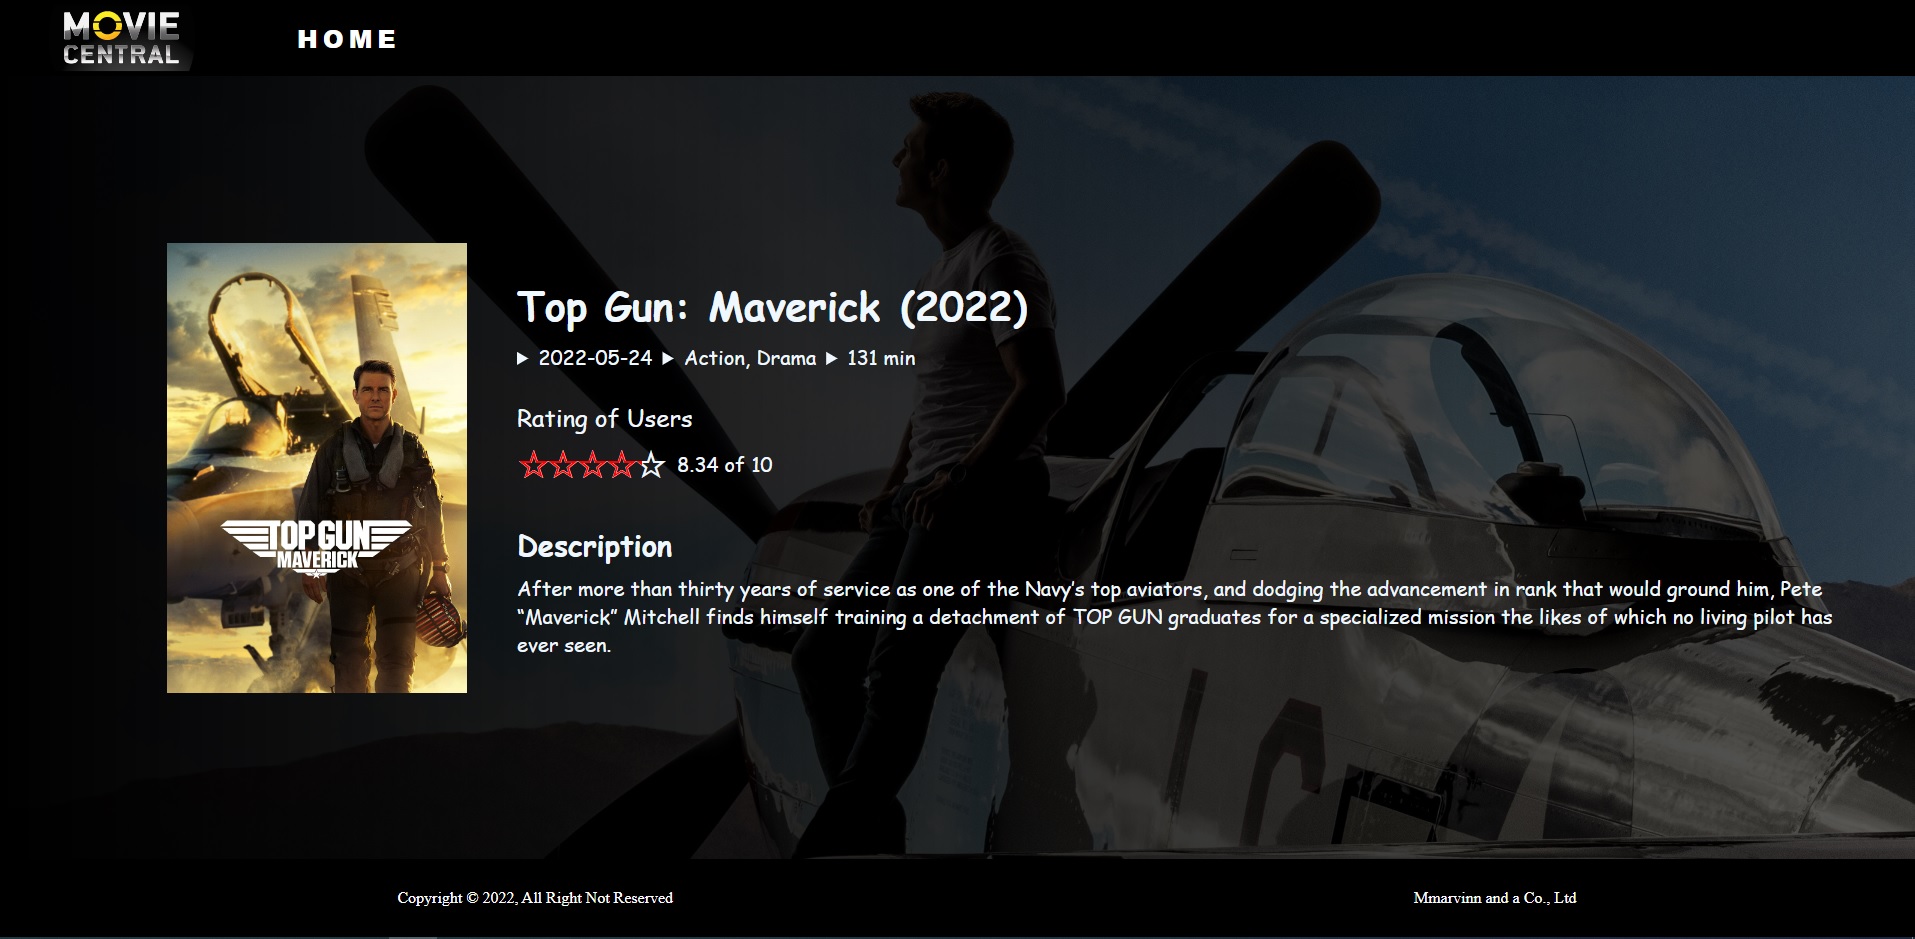 MOVIE
CENTRAL
HOME
TOP GUN
MAVERICK
Top Gun: Maverick (2022)
2022-05-24 Action, Drama 131 min
Rating of Users
8.34 of 10
Description
After more than thirty years of service as one of the Navy’s top aviators, and dodging the advancement in rank that would ground him, Pete
“Maverick” Mitchell finds himself training a detachment of TOP GUN graduates for a specialized mission the likes of which no living pilot has
ever seen.
Copyright © 2022, All Right Not Reserved
Mmarvinn and a Co., Ltd